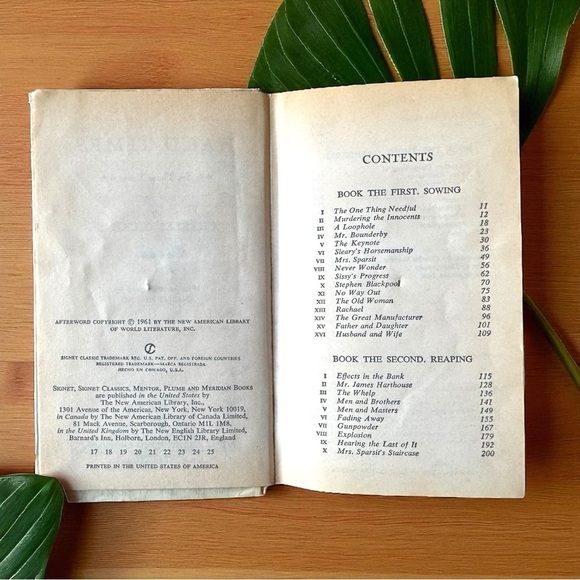 AFTERWORD COPYRIGHT © 1961 BY THE NEW AMERICAN LIBRARY
OF WORLD LITERATURE, INC.
SIGNET CLASSIC TRADEMARK REG. U.S. PAT. OFF. AND FOREIGN COUNTRIES
REGISTERED TRADEMARK—MARCA REGISTRADA
HECHO EN CHICAGO, U.S.A.
SIGNET, SIGNET CLASSICS, MENTOR, PLUME AND MERIDIAN BOOKS
are published in the United States by
The New American Library, Inc.,
1301 Avenue of the Americas, New York, New York 10019,
in Canada by The New American Library of Canada Limited,
81 Mack Avenue, Scarborough, Ontario M1L 1M8,
in the United Kingdom by The New English Library Limited,
Barnard's Inn, Holborn, London, EC1N 2JR, England
17 18 19 20 21 22 23 24 25
PRINTED IN THE UNITED STATES OF AMERICA
CONTENTS
BOOK THE FIRST. SOWING
I The One Thing Needful 11
II Murdering the Innocents 12
III A Loophole 18
IV Mr. Bounderby 23
V The Keynote 30
VI Sleary's Horsemanship 36
VII Mrs. Sparsit 49
VIII Never Wonder 56
IX Sissy's Progress 62
X Stephen Blackpool 70
XI No Way Out 75
XII The Old Woman 83
XIII Rachael 88
XIV The Great Manufacturer 96
XV Father and Daughter 101
XVI Husband and Wife 109
BOOK THE SECOND. REAPING
I Effects in the Bank 115
II Mr. James Harthouse 128
III The Whelp 136
IV Men and Brothers 141
V Men and Masters 149
VI Fading Away 155
VII Gunpowder 167
VIII Explosion 179
IX Hearing the Last of It 192
X Mrs. Sparsit's Staircase 200